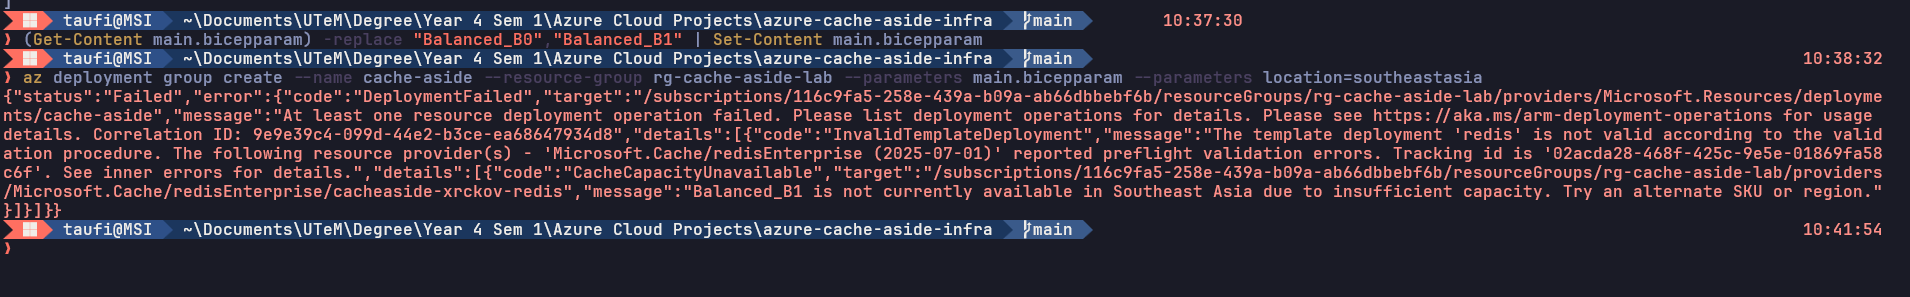 ]
taufi@MSI ~\Documents\UTeM\Degree\Year 4 Sem 1\Azure Cloud Projects\azure-cache-aside-infra main 10:37:30
❯ (Get-Content main.bicepparam) -replace "Balanced_B0","Balanced_B1" | Set-Content main.bicepparam
taufi@MSI ~\Documents\UTeM\Degree\Year 4 Sem 1\Azure Cloud Projects\azure-cache-aside-infra main 10:38:32
❯ az deployment group create --name cache-aside --resource-group rg-cache-aside-lab --parameters main.bicepparam --parameters location=southeastasia
{"status":"Failed","error":{"code":"DeploymentFailed","target":"/subscriptions/116c9fa5-258e-439a-b09a-ab66dbbebf6b/resourceGroups/rg-cache-aside-lab/providers/Microsoft.Resources/deployme
nts/cache-aside","message":"At least one resource deployment operation failed. Please list deployment operations for details. Please see https://aka.ms/arm-deployment-operations for usage
details. Correlation ID: 9e9e39c4-099d-44e2-b3ce-ea68647934d8","details":[{"code":"InvalidTemplateDeployment","message":"The template deployment 'redis' is not valid according to the valid
ation procedure. The following resource provider(s) - 'Microsoft.Cache/redisEnterprise (2025-07-01)' reported preflight validation errors. Tracking id is '02acda28-468f-425c-9e5e-01869fa58
c6f'. See inner errors for details.","details":[{"code":"CacheCapacityUnavailable","target":"/subscriptions/116c9fa5-258e-439a-b09a-ab66dbbebf6b/resourceGroups/rg-cache-aside-lab/providers
/Microsoft.Cache/redisEnterprise/cacheaside-xrckov-redis","message":"Balanced_B1 is not currently available in Southeast Asia due to insufficient capacity. Try an alternate SKU or region."
}]}]}}
taufi@MSI ~\Documents\UTeM\Degree\Year 4 Sem 1\Azure Cloud Projects\azure-cache-aside-infra main 10:41:54
❯